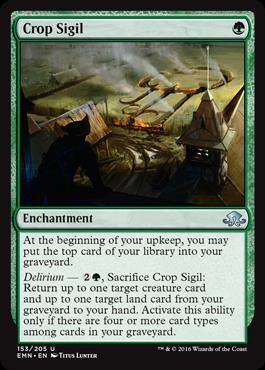 Crop Sigil
Enchantment
At the beginning of your upkeep, you may
put the top card of your library into your
graveyard.
Delirium — 2, Sacrifice Crop Sigil:
Return up to one target creature card
and up to one target land card from your
graveyard to your hand. Activate this ability
only if there are four or more card types
among cards in your graveyard.
153/205 U
EMN • EN Titus Lunter
™ & © 2016 Wizards of the Coast